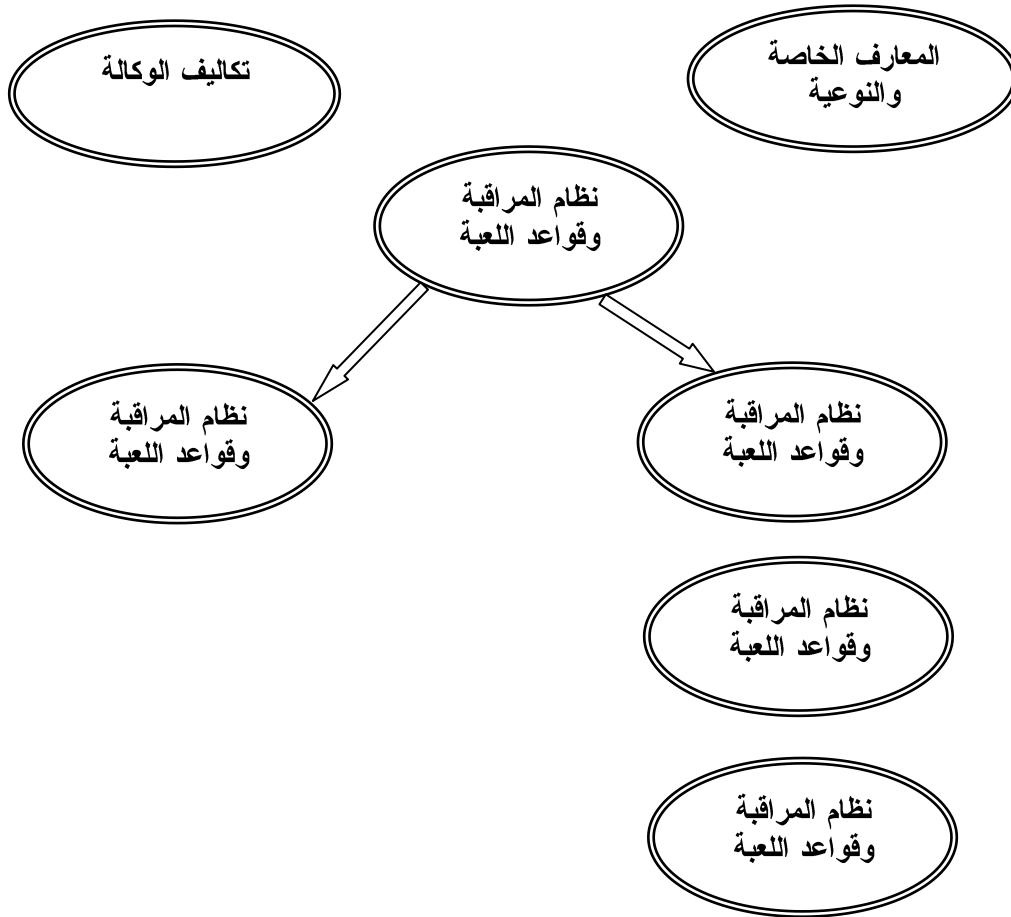 المعارف الخاصة
والنوعية
تكاليف الوكالة
نظام المراقبة
وقواعد اللعبة
نظام المراقبة
وقواعد اللعبة
نظام المراقبة
وقواعد اللعبة
نظام المراقبة
وقواعد اللعبة
نظام المراقبة
وقواعد اللعبة